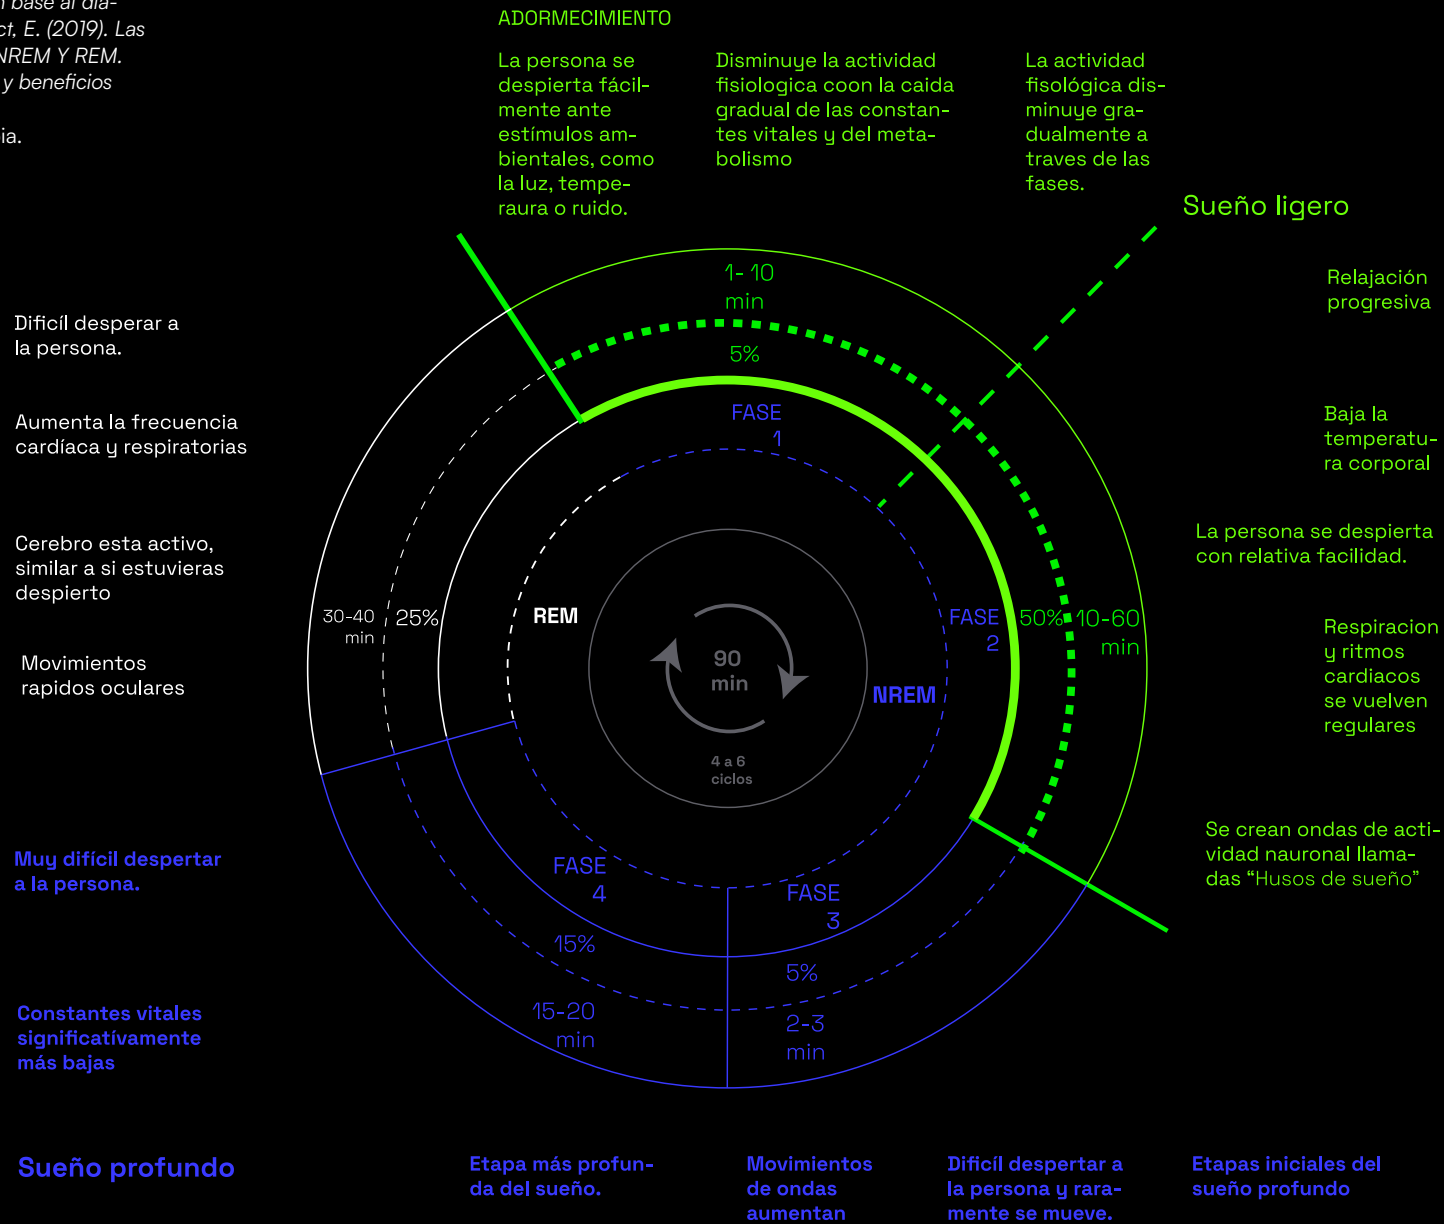 n base al dia-
ct, E. (2019). Las
NREM Y REM.
y beneficios
ia.
ADORMECIMIENTO
La persona se
despierta fácil-
mente ante
estímulos am-
bientales, como
la luz, tempe-
raura o ruido.
Disminuye la actividad
fisiologica coon la caida
gradual de las constan-
tes vitales y del meta-
bolismo
La actividad
fisológica dis-
minuye gra-
dualmente a
traves de las
fases.
Sueño ligero
Relajación
progresiva
Baja la
temperatu-
ra corporal
La persona se despierta
con relativa facilidad.
Respiracion
y ritmos
cardiacos
se vuelven
regulares
Se crean ondas de acti-
vidad nauronal llama-
das “Husos de sueño”
Dificíl desperar a
la persona.
Aumenta la frecuencia
cardíaca y respiratorias
Cerebro esta activo,
similar a si estuvieras
despierto
Movimientos
rapidos oculares
1- 10
min
5%
FASE
1
30-40
min
25%
REM
90
min
4 a 6
ciclos
FASE
2
50%
10-60
min
NREM
FASE
4
15%
15-20
min
FASE
3
5%
2-3
min
Muy difícil despertar
a la persona.
Constantes vitales
significatívamente
más bajas
Sueño profundo
Etapa más profun-
da del sueño.
Movimientos
de ondas
aumentan
Dificíl despertar a
la persona y rara-
mente se mueve.
Etapas iniciales del
sueño profundo